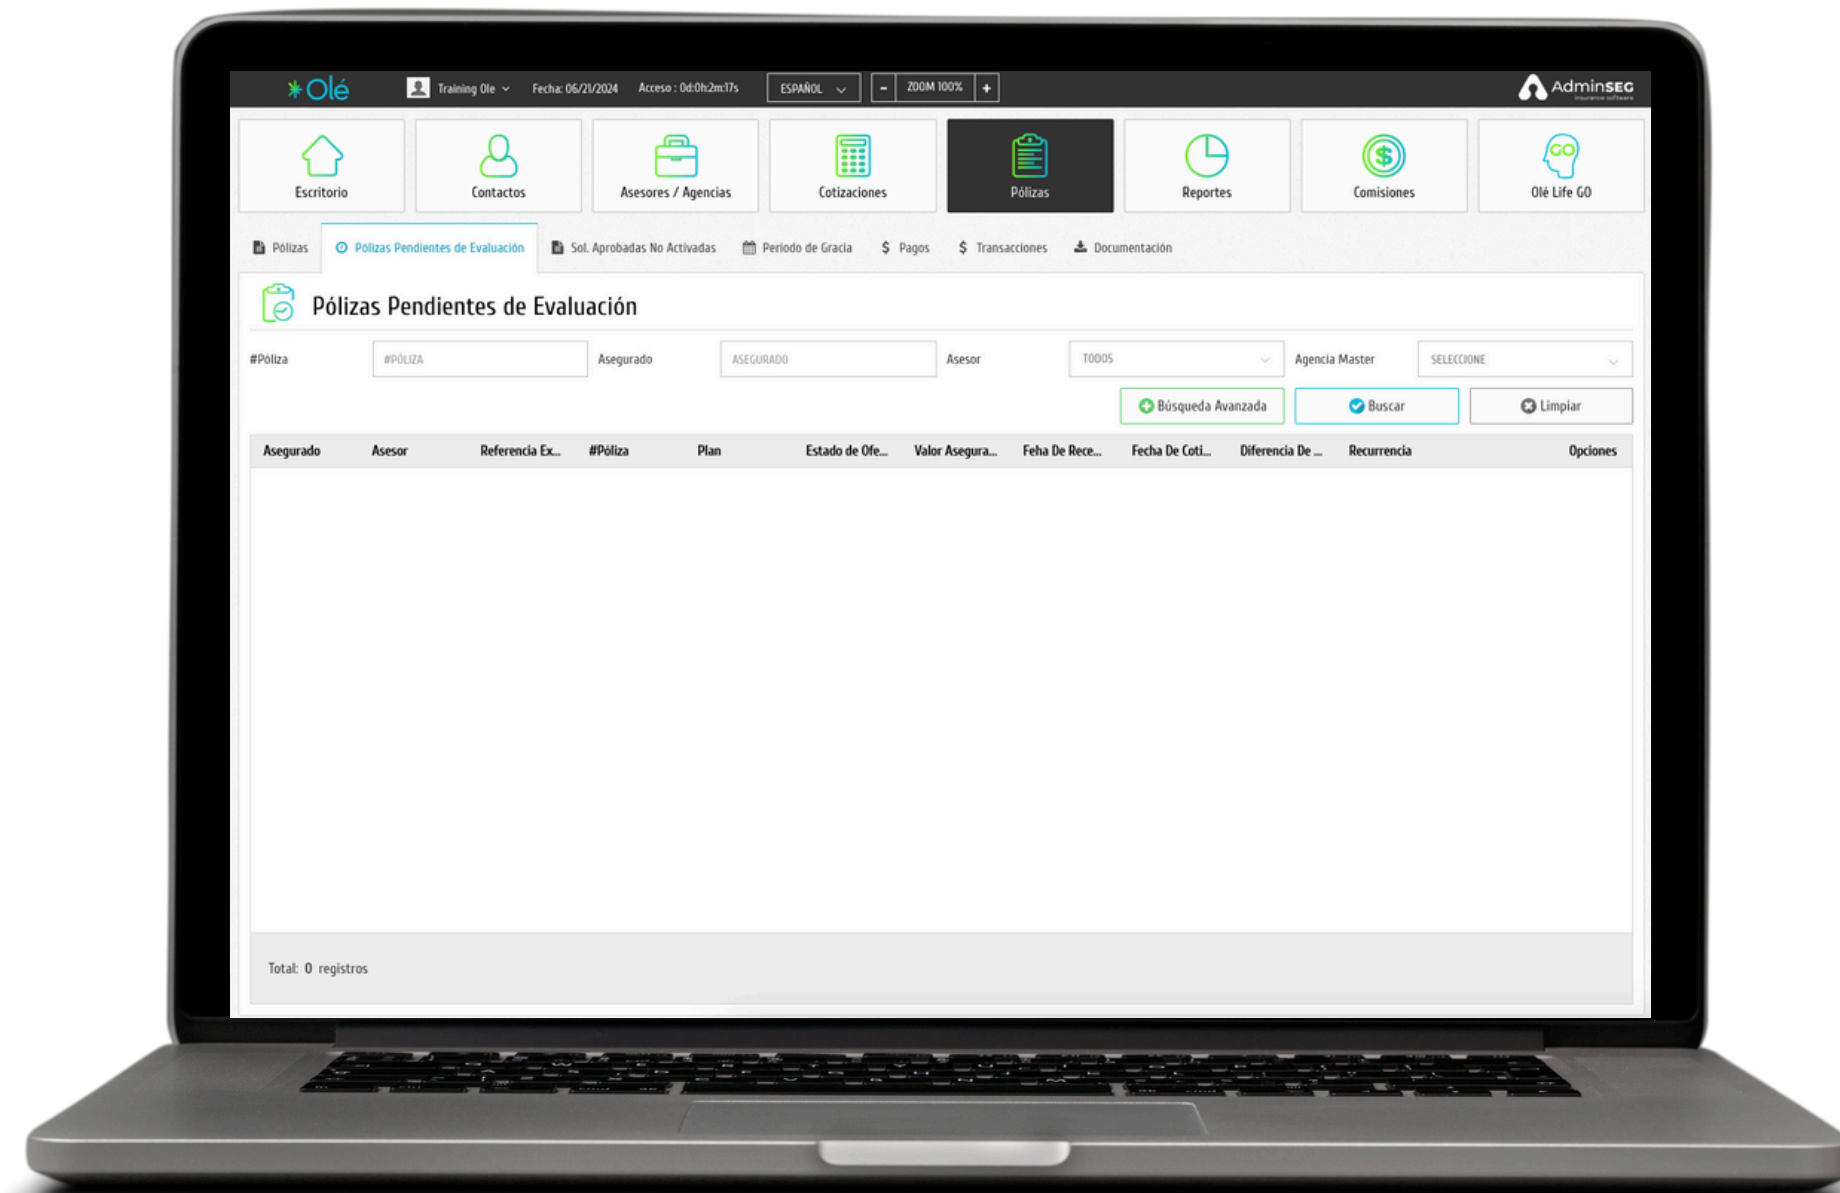 Olé Training Ole Fecha: 06/21/2024 Acceso : 0d:0h:2m:17s ESPAÑOL - ZOOM 100% + AdminSEG
insurance software
GO
Escritorio Contactos Asesores / Agencias Cotizaciones Pólizas Reportes Comisiones Olé Life GO
Pólizas Pólizas Pendientes de Evaluación Sol. Aprobadas No Activadas Periodo de Gracia $ Pagos $ Transacciones Documentación
Pólizas Pendientes de Evaluación
#Póliza #PÓLIZA Asegurado ASEGURADO Asesor TODOS Agencia Master SELECCIONE
Búsqueda Avanzada Buscar Limpiar
Asegurado Asesor Referencia Ex... #Póliza Plan Estado de Ofe... Valor Asegura... Feha De Rece... Fecha De Coti... Diferencia De ... Recurrencia Opciones
Total: 0 registros